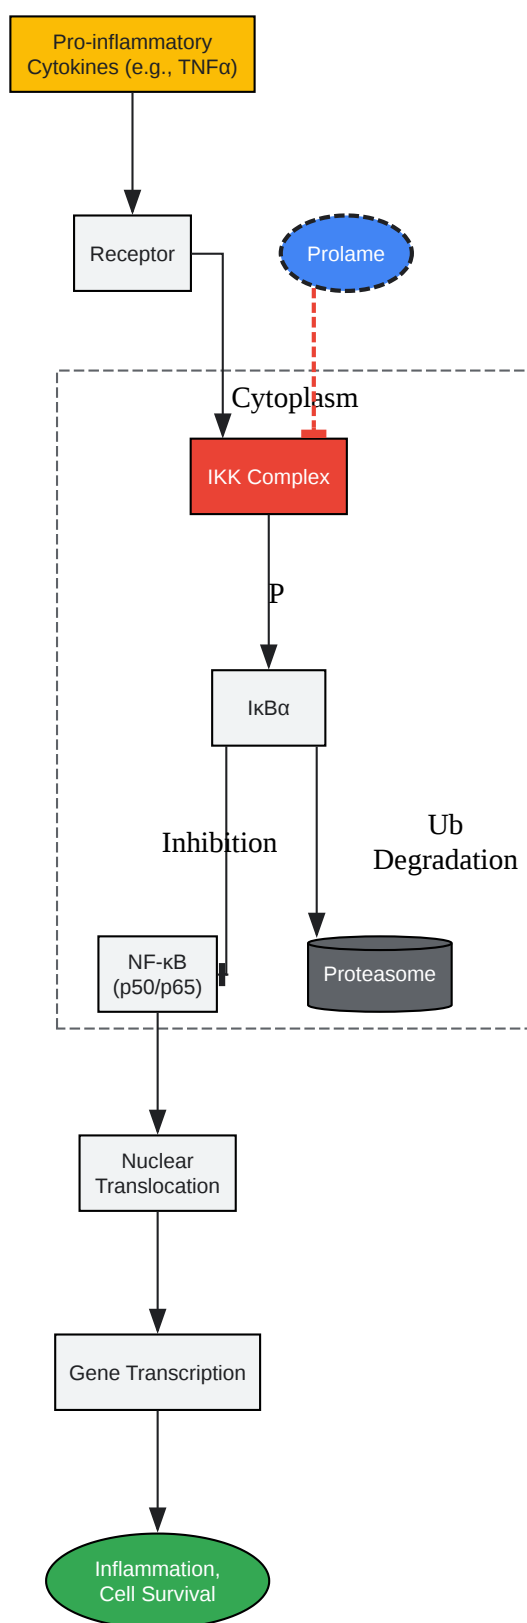 Pro-inflammatory
Cytokines (e.g., TNFα)
Receptor
Prolame
Cytoplasm
IKK Complex
P
IκBα
Inhibition
Ub
Degradation
NF-κB
(p50/p65)
Proteasome
Nuclear
Translocation
Gene Transcription
Inflammation,
Cell Survival